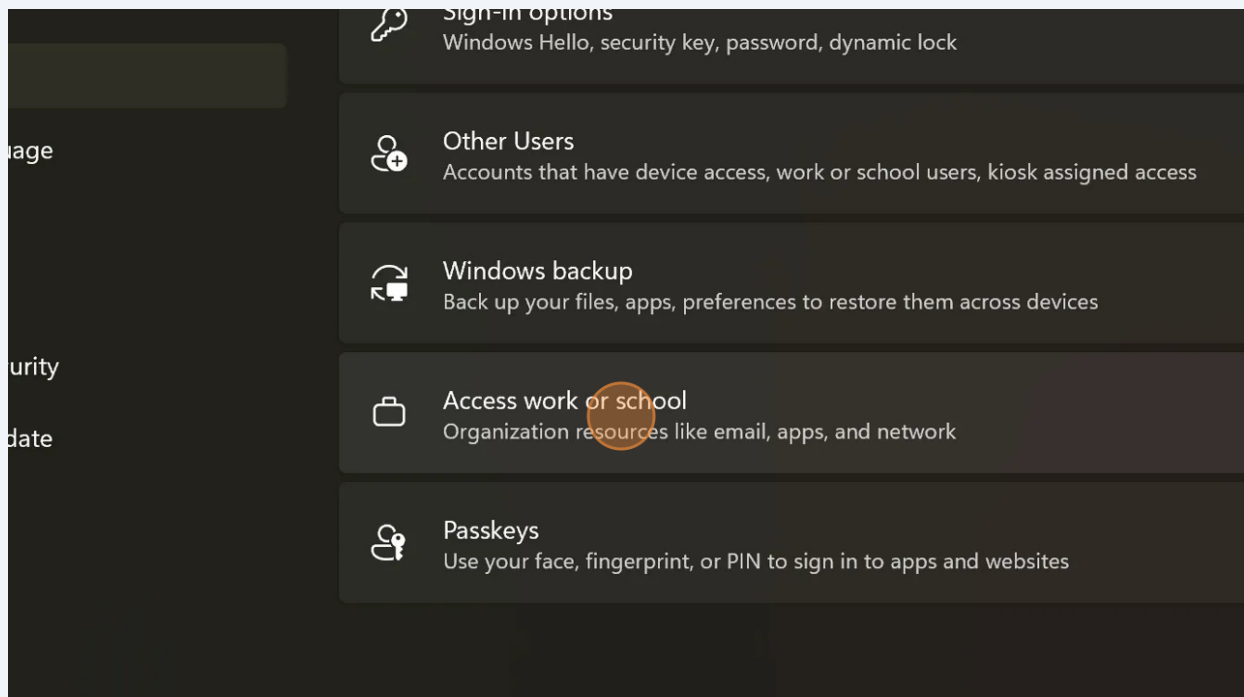 Sign-in options
Windows Hello, security key, password, dynamic lock
Other Users
Accounts that have device access, work or school users, kiosk assigned access
Windows backup
Back up your files, apps, preferences to restore them across devices
Access work or school
Organization resources like email, apps, and network
Passkeys
Use your face, fingerprint, or PIN to sign in to apps and websites